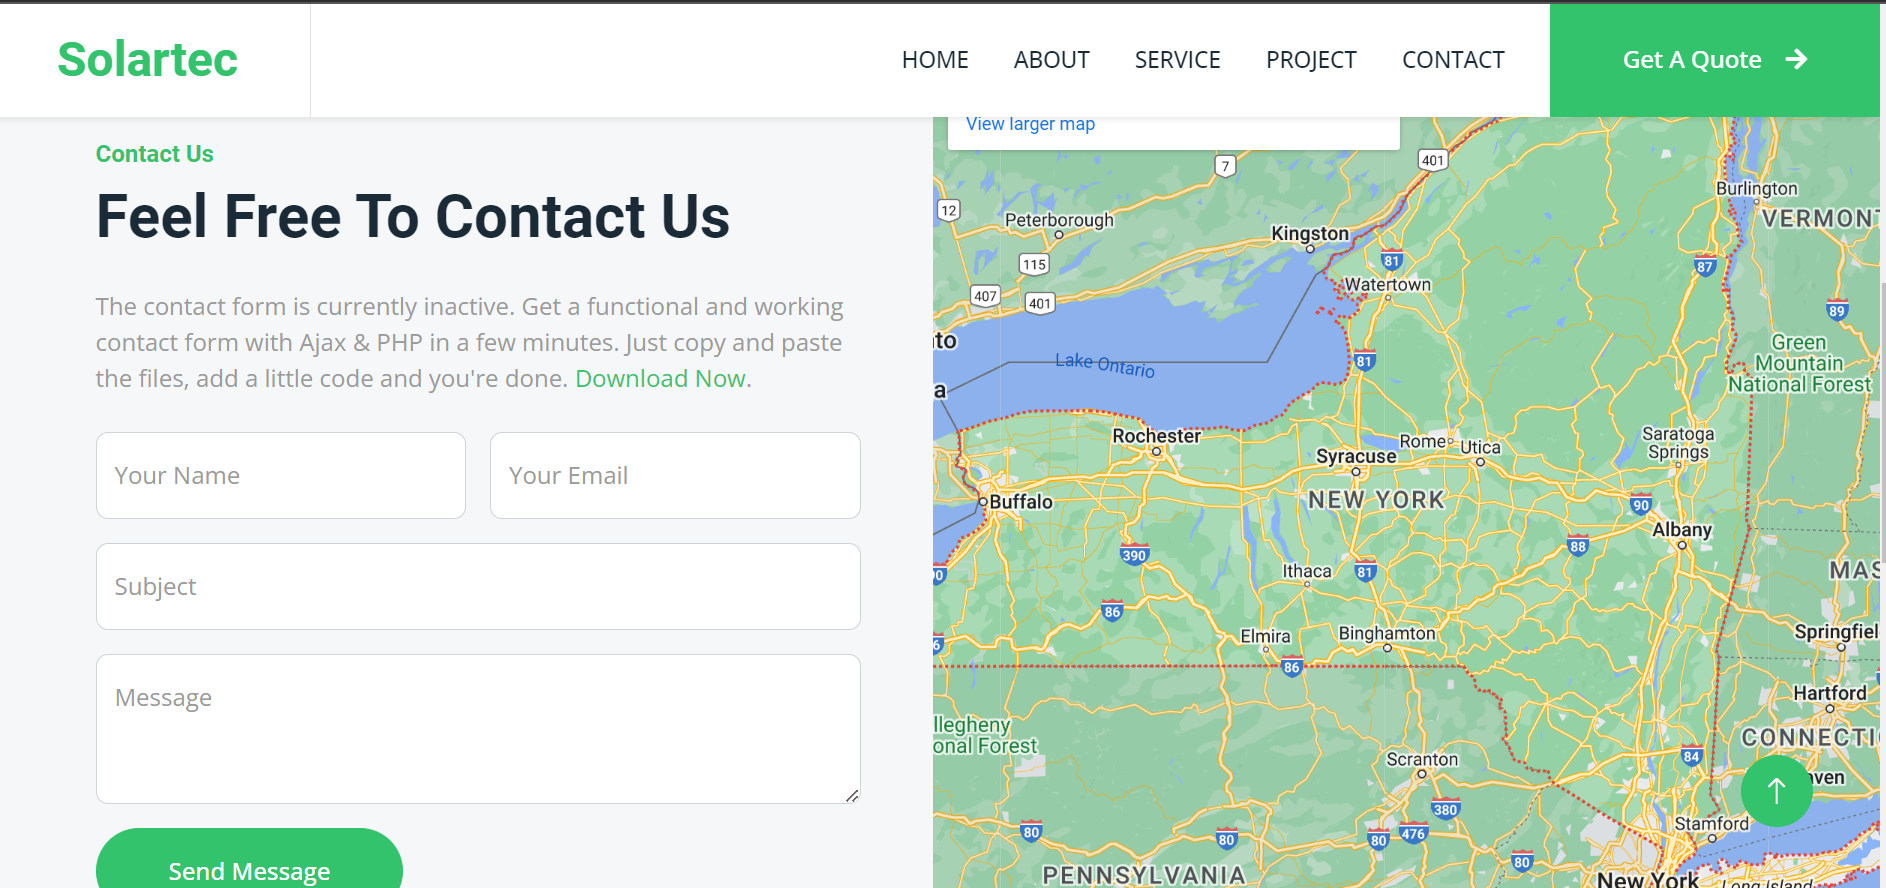 Solartec
HOME
ABOUT
SERVICE
PROJECT
CONTACT
Get A Quote
Contact Us
Feel Free To Contact Us
The contact form is currently inactive. Get a functional and working
contact form with Ajax & PHP in a few minutes. Just copy and paste
the files, add a little code and you're done. Download Now.
Your Name
Your Email
Subject
Message
Send Message
View larger map
401
7
Burlington
12
Peterborough
VERMONT
Kingston
115
81
87
Watertown
407
401
89
to
Green
Mountain
National Forest
Lake Ontario
81
a
Rochester
Rome
Utica
Saratoga
Springs
Syracuse
Buffalo
NEW YORK
90
Albany
390
88
Ithaca
81
MAS
86
Elmira
Binghamton
Springfiel
86
Hartford
llegheny
onal Forest
CONNECTI
Scranton
84
aven
380
Stamford
80
80
80
476
80
PENNSYLVANIA
New York
Long Island